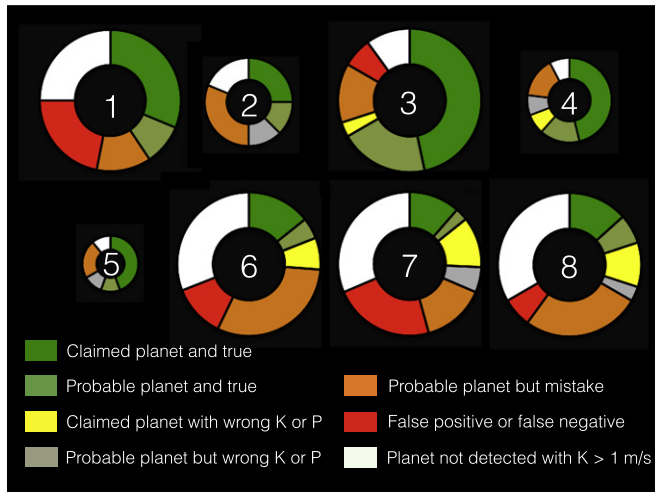 1
2
3
4
5
6
7
8
Claimed planet and true
Probable planet and true
Probable planet but mistake
Claimed planet with wrong K or P
False positive or false negative
Probable planet but wrong K or P
Planet not detected with K > 1 m/s